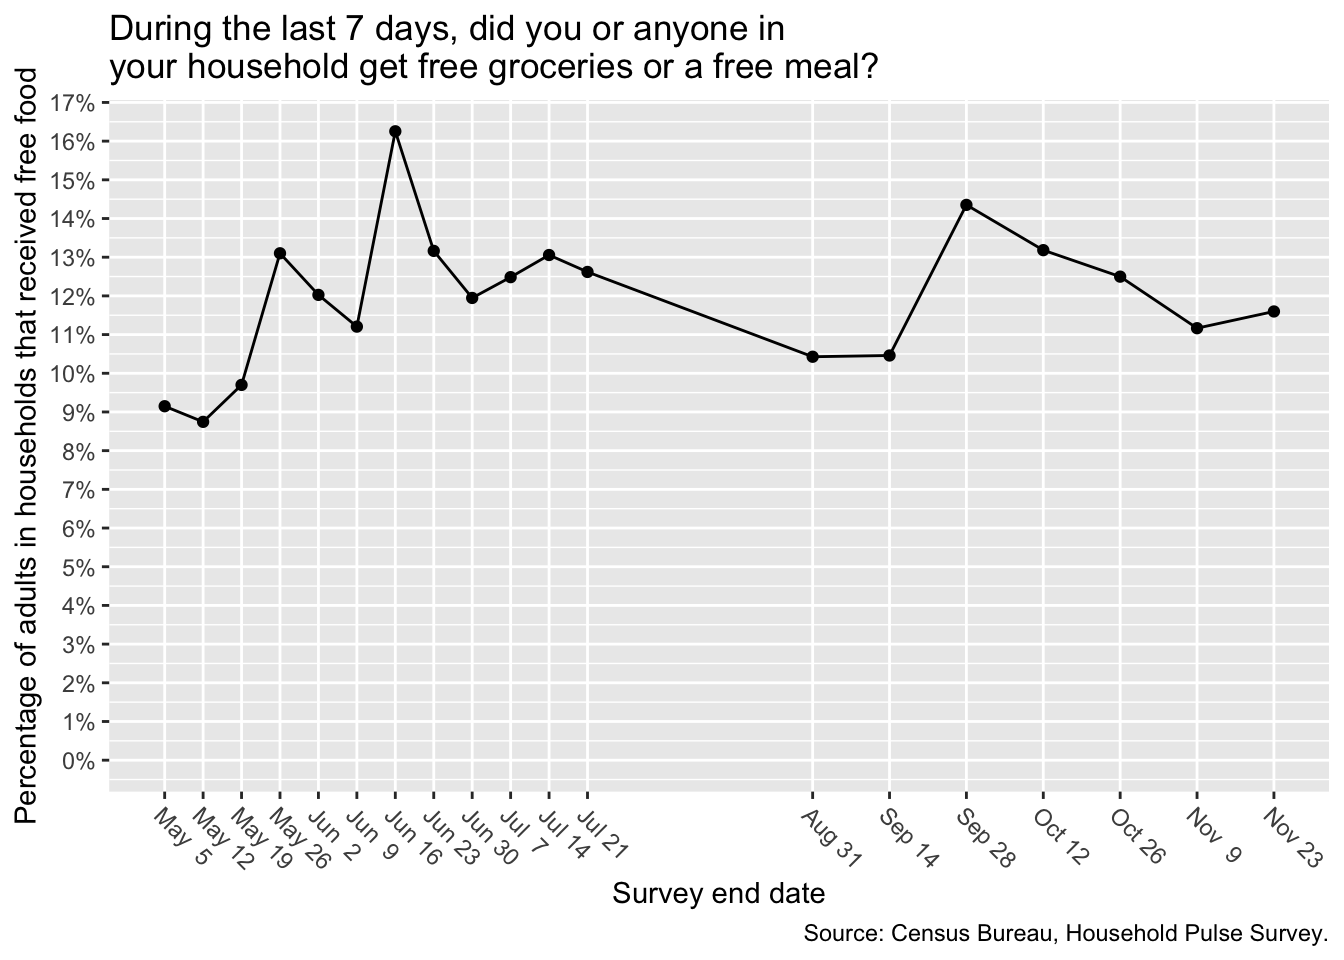 During the last 7 days, did you or anyone in
your household get free groceries or a free meal?
Percentage of adults in households that received free food
17%
16%
15%
14%
13%
12%
11%
10%
9%
8%
7%
6%
5%
4%
3%
2%
1%
0%
May 5
May 12
May 19
May 26
Jun 2
Jun 9
Jun 16
Jun 23
Jun 30
Jul 7
Jul 14
Jul 21
Aug 31
Sep 14
Sep 28
Oct 12
Oct 26
Nov 9
Nov 23
Survey end date
Source: Census Bureau, Household Pulse Survey.